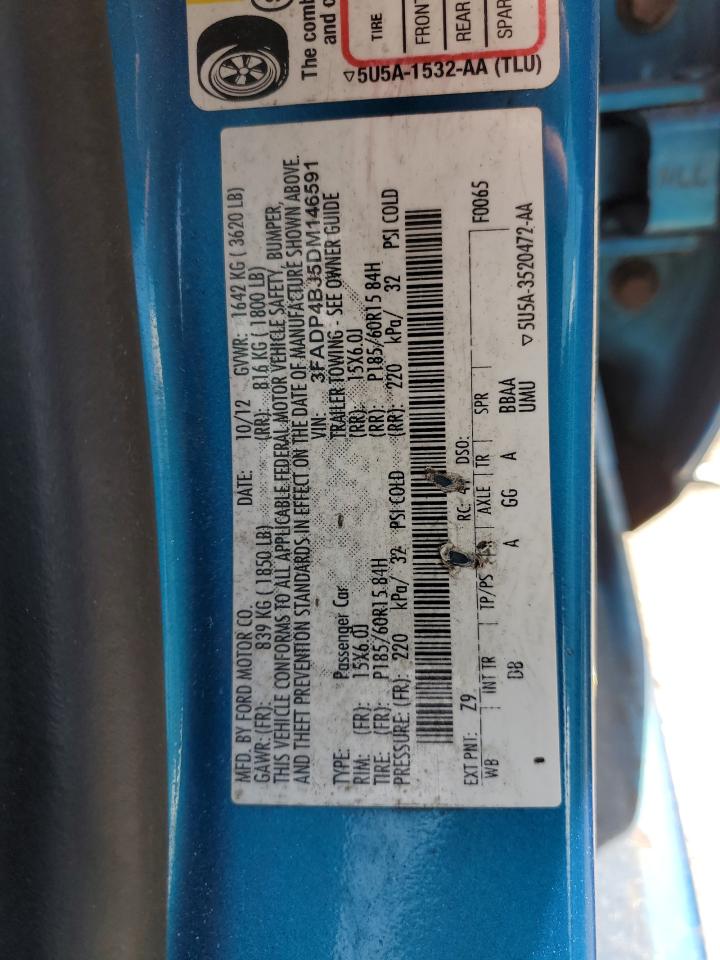 The comb
and c
TIRE
FRONT
REAR
SPAR
▽5U5A-1532-AA (TLU)
MFD. BY FORD MOTOR CO. DATE: 10/12 GVWR: 1642 KG ( 3620 LB)
GAWR: (FR): 839 KG ( 1850 LB) (RR): 816 KG ( 1800 LB)
THIS VEHICLE CONFORMS TO ALL APPLICABLE FEDERAL MOTOR VEHICLE SAFETY, BUMPER,
AND THEFT PREVENTION STANDARDS IN EFFECT ON THE DATE OF MANUFACTURE SHOWN ABOVE.
VIN: 3FADP4BJ5DM146591
TYPE: Passenger Car TRAILER TOWING - SEE OWNER GUIDE
RIM: (FR): 15X6.0J (RR): 15X6.0J
TIRE: (FR): P185/60R15 84H (RR): P185/60R15 84H
PRESSURE: (FR): 220 kPa/ 32 PSI COLD (RR): 220 kPa/ 32 PSI COLD
EXT PNT: Z9 RC: 41 DSO: F0065
WB INT TR TP/PS AXLE TR SPR
DB A GG A BBAA
UMU
▽5U5A-3520472-AA